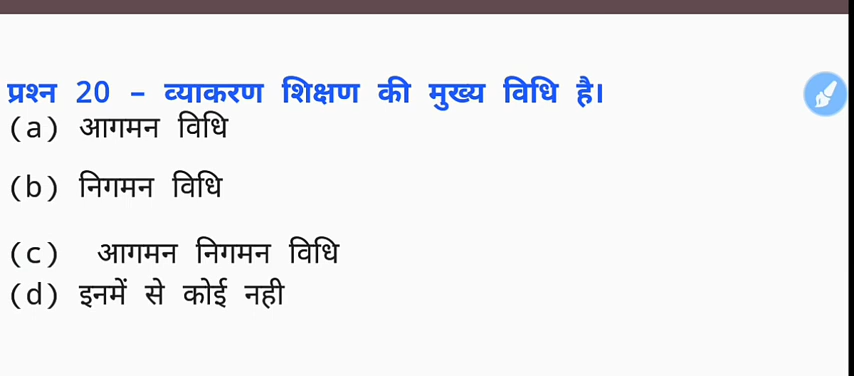 प्रश्न 20 – व्याकरण शिक्षण की मुख्य विधि है।
(a) आगमन विधि
(b) निगमन विधि
(c) आगमन निगमन विधि
(d) इनमें से कोई नही